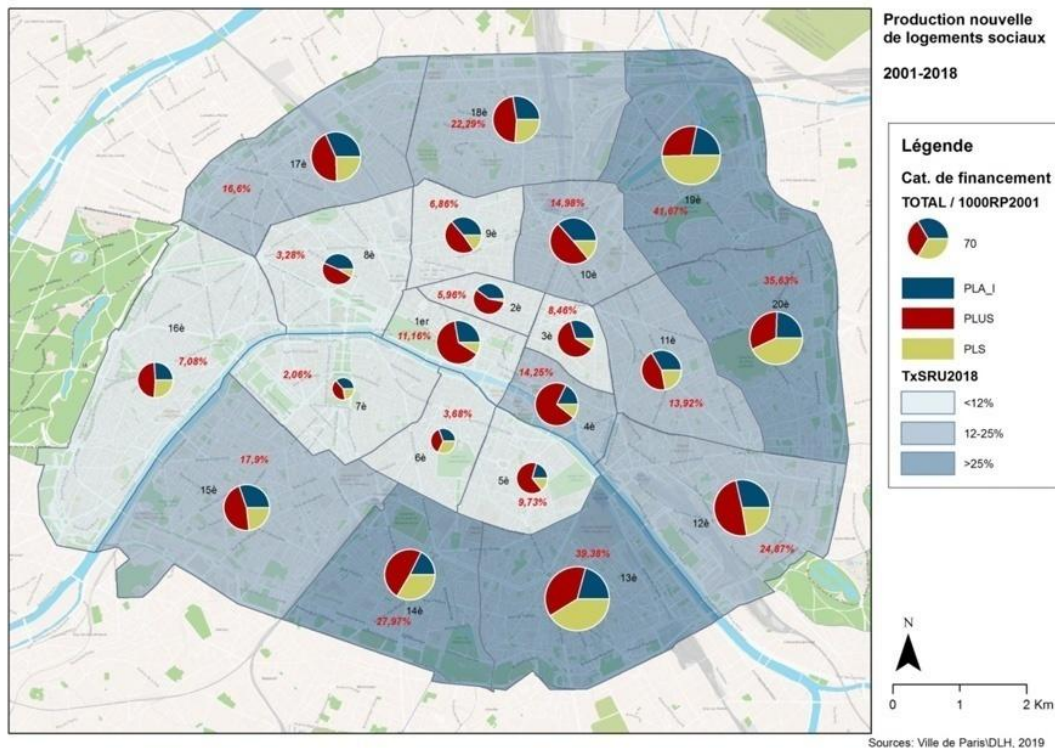 Production nouvelle
de logements sociaux
2001-2018
Légende
Cat. de financement
TOTAL / 1000RP2001
70
PLA_I
PLUS
PLS
TxSRU2018
<12%
12-25%
>25%
18è
22,29%
17è
16,6%
19è
41,67%
6,86%
9è
14,98%
10è
3,28%
8è
35,63%
20è
5,96%
2è
8,46%
3è
1er
11,16%
16è
7,08%
11è
13,92%
14,25%
4è
2,06%
7è
3,68%
6è
5è
9,73%
17,9%
15è
12è
24,87%
39,38%
13è
14è
27,97%
N
0 1 2 Km
Sources: Ville de Paris\DLH, 2019